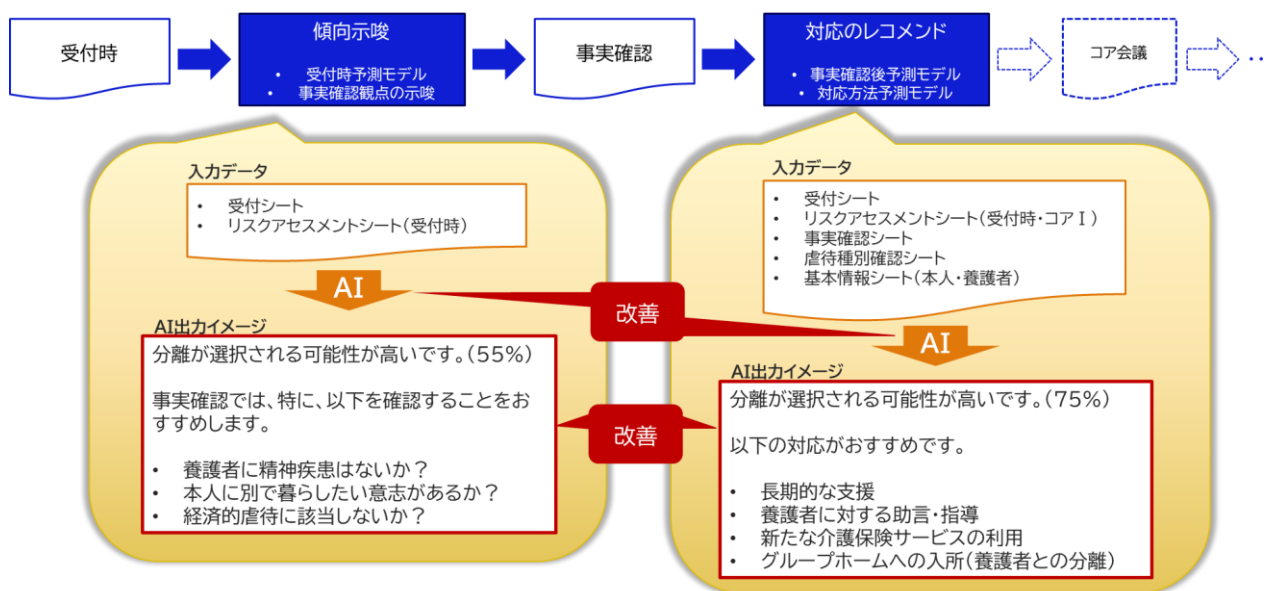 受付時
傾向示唆
• 受付時予測モデル
• 事実確認観点の示唆
事実確認
対応のレコメンド
• 事実確認後予測モデル
• 対応方法予測モデル
コア会議
‥
入力データ
• 受付シート
• リスクアセスメントシート(受付時)
AI
AI出力イメージ
分離が選択される可能性が高いです。(55%)
事実確認では、特に、以下を確認することをお
すすめします。
• 養護者に精神疾患はないか?
• 本人に別で暮らしたい意志があるか?
• 経済的虐待に該当しないか?
改善
改善
入力データ
• 受付シート
• リスクアセスメントシート(受付時・コアⅠ)
• 事実確認シート
• 虐待種別確認シート
• 基本情報シート(本人・養護者)
AI
AI出力イメージ
分離が選択される可能性が高いです。(75%)
以下の対応がおすすめです。
• 長期的な支援
• 養護者に対する助言・指導
• 新たな介護保険サービスの利用
• グループホームへの入所(養護者との分離)